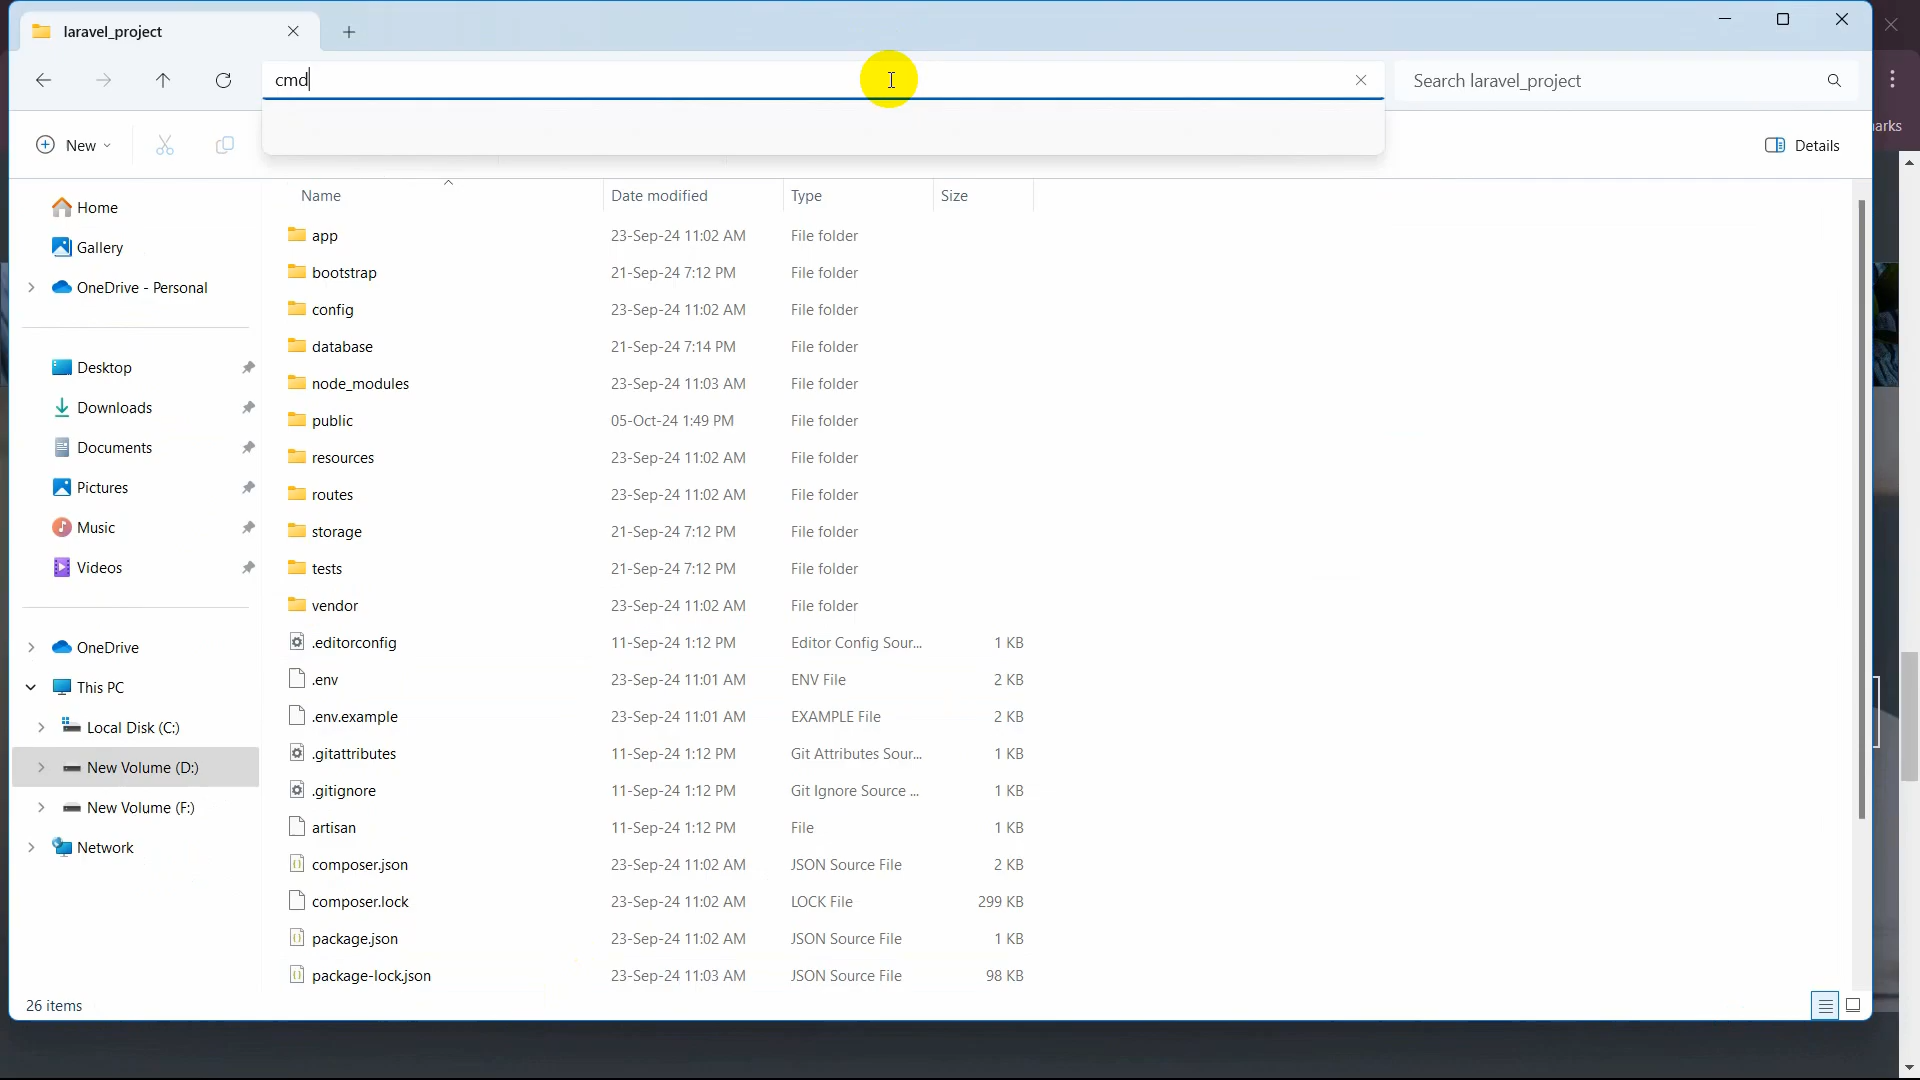 laravel_project
cmd
Search laravel_project
arks
New
Details
Name Date modified Type Size
Home
Gallery
OneDrive - Personal
Desktop
Downloads
Documents
Pictures
Music
Videos
OneDrive
This PC
Local Disk (C:)
New Volume (D:)
New Volume (F:)
Network
app 23-Sep-24 11:02 AM File folder
bootstrap 21-Sep-24 7:12 PM File folder
config 23-Sep-24 11:02 AM File folder
database 21-Sep-24 7:14 PM File folder
node_modules 23-Sep-24 11:03 AM File folder
public 05-Oct-24 1:49 PM File folder
resources 23-Sep-24 11:02 AM File folder
routes 23-Sep-24 11:02 AM File folder
storage 21-Sep-24 7:12 PM File folder
tests 21-Sep-24 7:12 PM File folder
vendor 23-Sep-24 11:02 AM File folder
.editorconfig 11-Sep-24 1:12 PM Editor Config Sour... 1 KB
.env 23-Sep-24 11:01 AM ENV File 2 KB
.env.example 23-Sep-24 11:01 AM EXAMPLE File 2 KB
.gitattributes 11-Sep-24 1:12 PM Git Attributes Sour... 1 KB
.gitignore 11-Sep-24 1:12 PM Git Ignore Source ... 1 KB
artisan 11-Sep-24 1:12 PM File 1 KB
composer.json 23-Sep-24 11:02 AM JSON Source File 2 KB
composer.lock 23-Sep-24 11:02 AM LOCK File 299 KB
package.json 23-Sep-24 11:02 AM JSON Source File 1 KB
package-lock.json 23-Sep-24 11:03 AM JSON Source File 98 KB
26 items